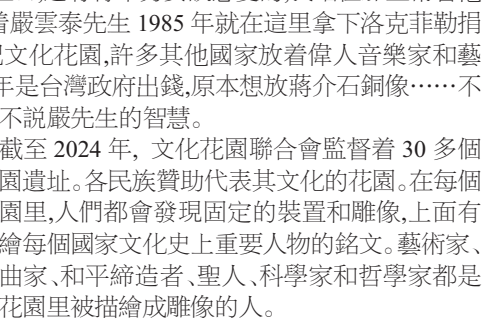 着嚴雲泰先生 1985 年就在這里拿下洛克菲勒捐
文化花園,許多其他國家放着偉人音樂家和藝
年是台灣政府出錢,原本想放蔣介石銅像⋯⋯不
不説嚴先生的智慧。
截至 2024 年, 文化花園聯合會監督着 30 多個
園遺址。各民族贊助代表其文化的花園。在每個
園里,人們都會發現固定的裝置和雕像,上面有
繪每個國家文化史上重要人物的銘文。藝術家、
曲家、和平締造者、聖人、科學家和哲學家都是
花園里被描繪成雕像的人。